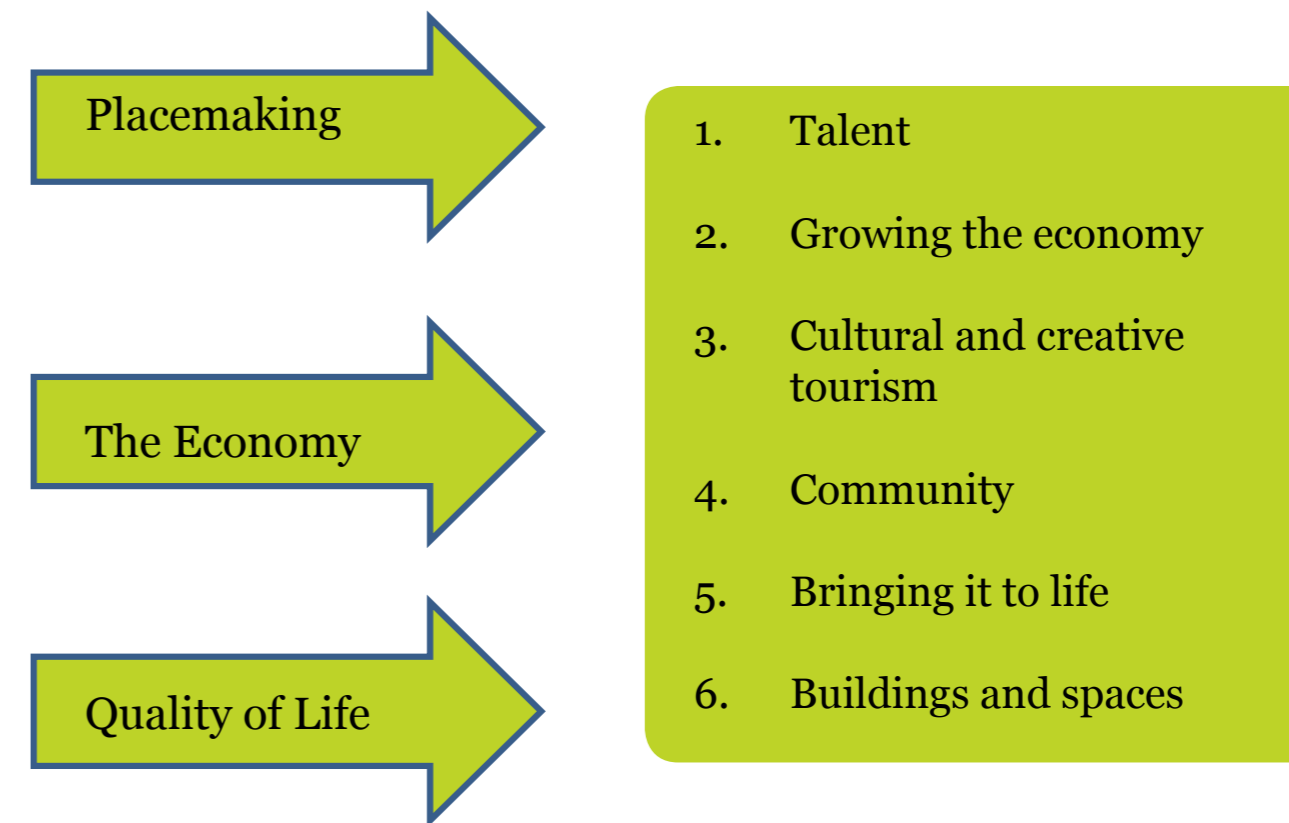 Placemaking
The Economy
Quality of Life
1. Talent
2. Growing the economy
3. Cultural and creative
tourism
4. Community
5. Bringing it to life
6. Buildings and spaces